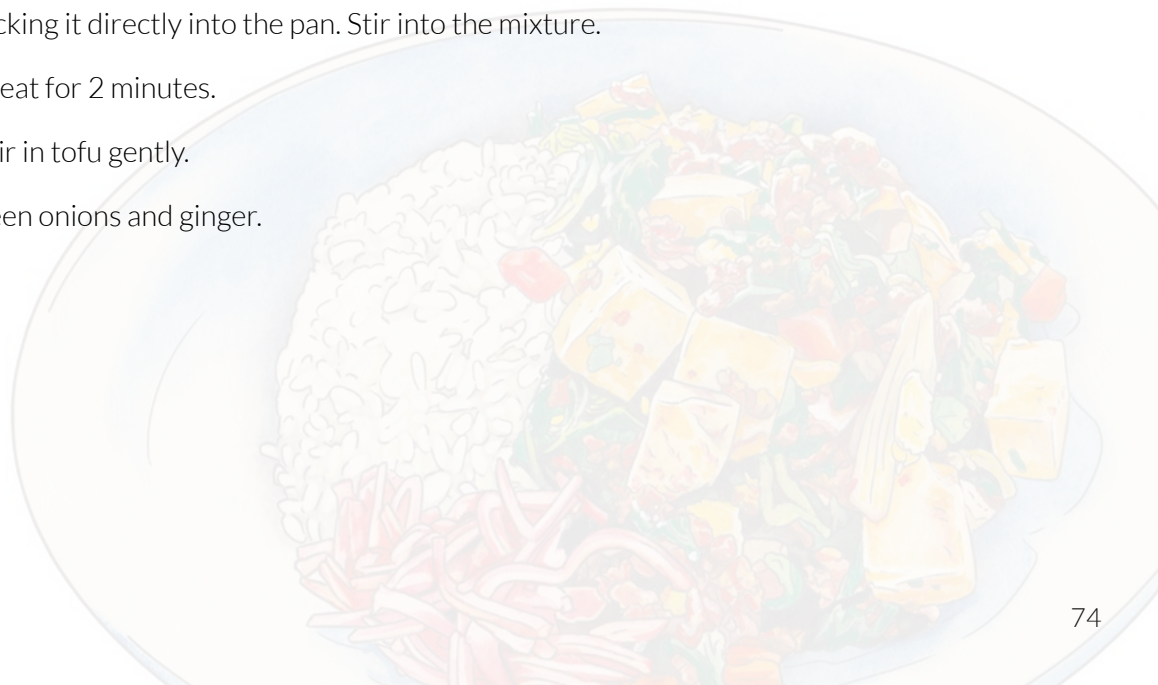 cking it directly into the pan. Stir into the mixture.
eat for 2 minutes.
ir in tofu gently.
een onions and ginger.
74